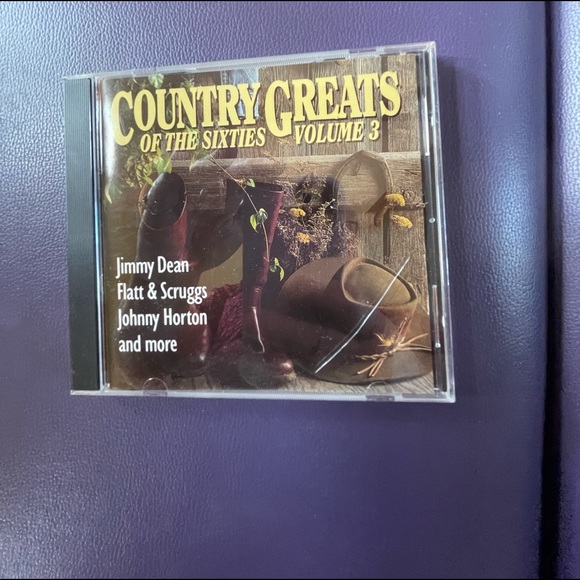 COUNTRY GREATS
OF THE SIXTIES VOLUME 3
Jimmy Dean
Flatt & Scruggs
Johnny Horton
and more